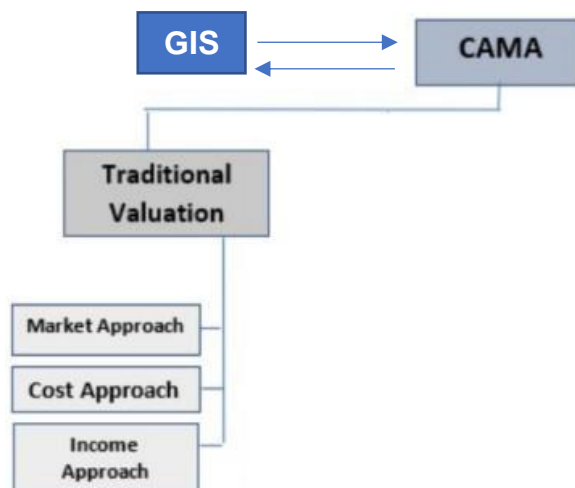 GIS
CAMA
Traditional
Valuation
Market Approach
Cost Approach
Income
Approach